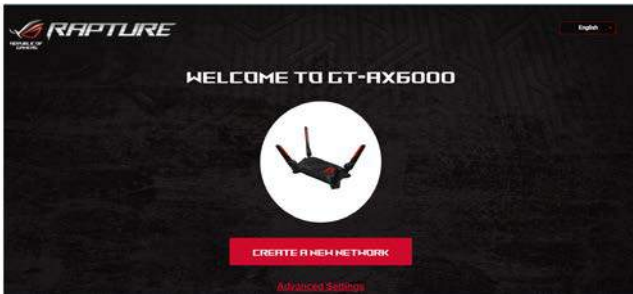 RAPTURE
REPUBLIC OF
GAMERS
English
WELCOME TO GT-AX6000
CREATE A NEW NETWORK
Advanced Settings